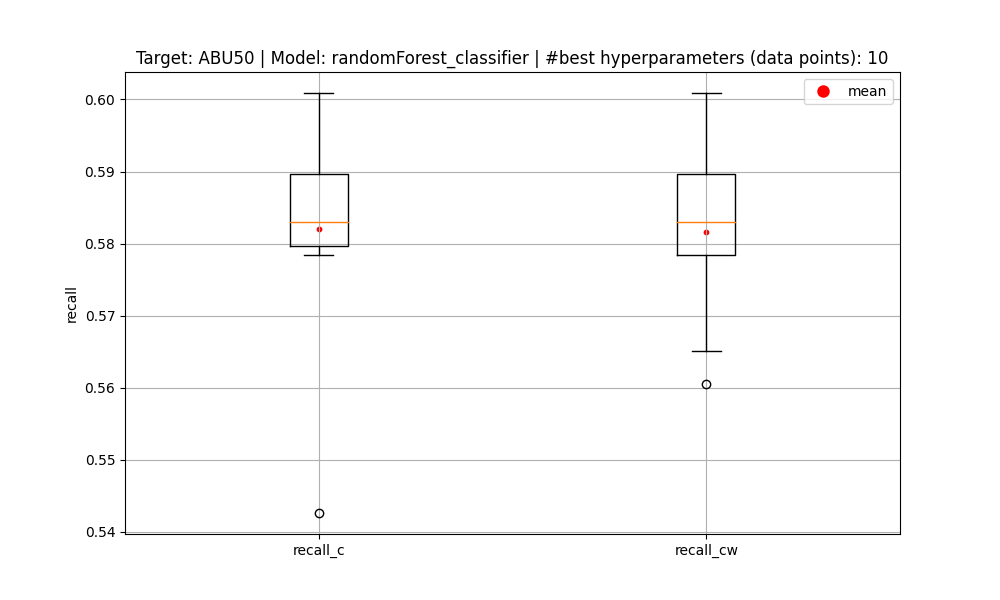 Target: ABU50 | Model: randomForest_classifier | #best hyperparameters (data points): 10
mean
0.60
0.59
0.58
0.57
0.56
0.55
0.54
recall
recall_c
recall_cw